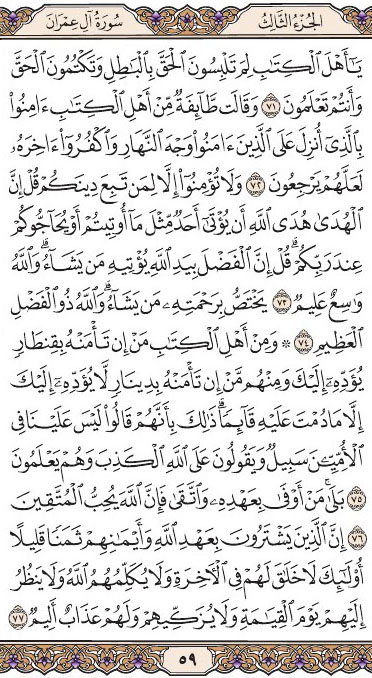 سُورَةُ آلِ عِمْرَانَ الجُزْءُ الثَّالِثُ
يَٰٓأَهۡلَ ٱلۡكِتَٰبِ لِمَ تَلۡبِسُونَ ٱلۡحَقَّ بِٱلۡبَٰطِلِ وَتَكۡتُمُونَ ٱلۡحَقَّ
وَأَنتُمۡ تَعۡلَمُونَ ٧١ وَقَالَت طَّآئِفَةٞ مِّنۡ أَهۡلِ ٱلۡكِتَٰبِ ءَامِنُواْ
بِٱلَّذِيٓ أُنزِلَ عَلَى ٱلَّذِينَ ءَامَنُواْ وَجۡهَ ٱلنَّهَارِ وَٱكۡفُرُوٓاْ ءَاخِرَهُۥ
لَعَلَّهُمۡ يَرۡجِعُونَ ٧٢ وَلَا تُؤۡمِنُوٓاْ إِلَّا لِمَن تَبِعَ دِينَكُمۡ قُلۡ إِنَّ
ٱلۡهُدَىٰ هُدَى ٱللَّهِ أَن يُؤۡتَىٰٓ أَحَدٞ مِّثۡلَ مَآ أُوتِيتُمۡ أَوۡ يُحَآجُّوكُمۡ
عِندَ رَبِّكُمۡۗ قُلۡ إِنَّ ٱلۡفَضۡلَ بِيَدِ ٱللَّهِ يُؤۡتِيهِ مَن يَشَآءُۗ وَٱللَّهُ
وَٰسِعٌ عَلِيمٞ ٧٣ يَخۡتَصُّ بِرَحۡمَتِهِۦ مَن يَشَآءُۗ وَٱللَّهُ ذُو ٱلۡفَضۡلِ
ٱلۡعَظِيمِ ٧٤ ۞ وَمِنۡ أَهۡلِ ٱلۡكِتَٰبِ مَنۡ إِن تَأۡمَنۡهُ بِقِنطَارٖ
يُؤَدِّهِۦٓ إِلَيۡكَ وَمِنۡهُم مَّنۡ إِن تَأۡمَنۡهُ بِدِينَارٖ لَّا يُؤَدِّهِۦٓ إِلَيۡكَ
إِلَّا مَا دُمۡتَ عَلَيۡهِ قَآئِمٗاۗ ذَٰلِكَ بِأَنَّهُمۡ قَالُواْ لَيۡسَ عَلَيۡنَا فِي
ٱلۡأُمِّيِّـۧنَ سَبِيلٞ وَيَقُولُونَ عَلَى ٱللَّهِ ٱلۡكَذِبَ وَهُمۡ يَعۡلَمُونَ
٧٥ بَلَىٰۚ مَنۡ أَوۡفَىٰ بِعَهۡدِهِۦ وَٱتَّقَىٰ فَإِنَّ ٱللَّهَ يُحِبُّ ٱلۡمُتَّقِينَ
٧٦ إِنَّ ٱلَّذِينَ يَشۡتَرُونَ بِعَهۡدِ ٱللَّهِ وَأَيۡمَٰنِهِمۡ ثَمَنٗا قَلِيلًا
أُوْلَٰٓئِكَ لَا خَلَٰقَ لَهُمۡ فِي ٱلۡأٓخِرَةِ وَلَا يُكَلِّمُهُمُ ٱللَّهُ وَلَا يَنظُرُ
إِلَيۡهِمۡ يَوۡمَ ٱلۡقِيَٰمَةِ وَلَا يُزَكِّيهِمۡ وَلَهُمۡ عَذَابٌ أَلِيمٞ ٧٧
٥٩